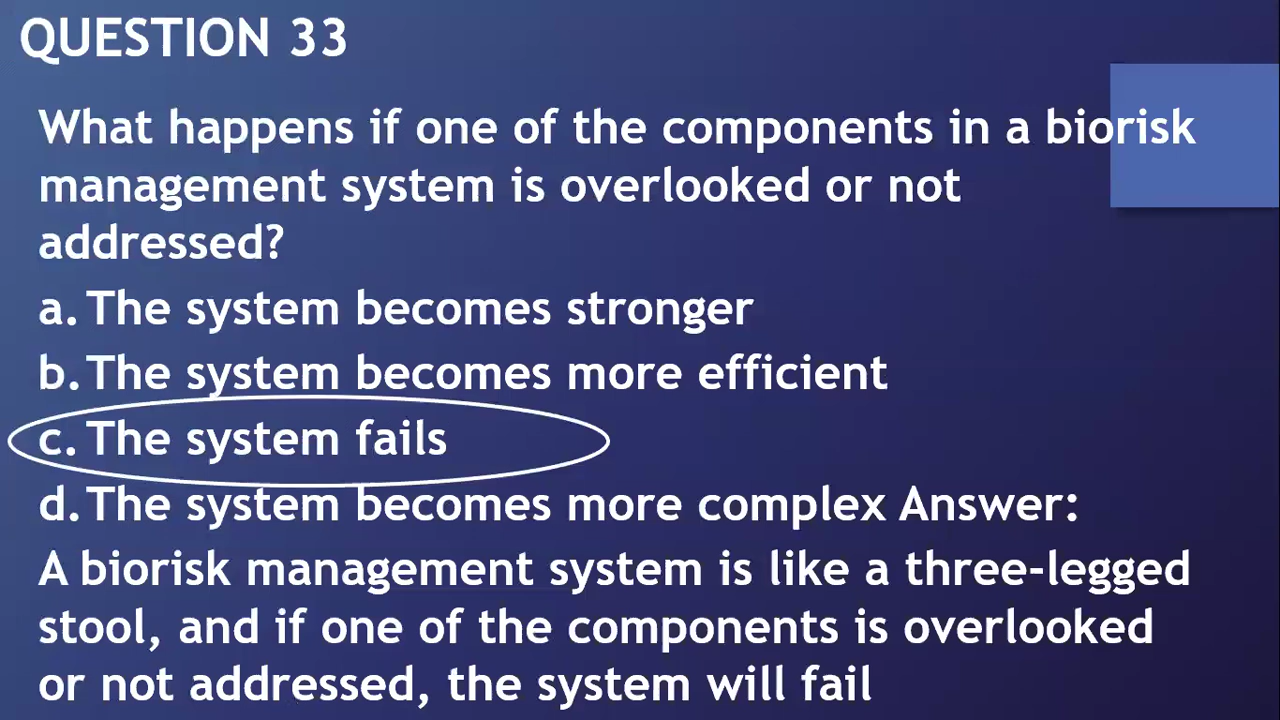 QUESTION 33
What happens if one of the components in a biorisk
management system is overlooked or not
addressed?
a. The system becomes stronger
b. The system becomes more efficient
c. The system fails
d. The system becomes more complex Answer:
A biorisk management system is like a three-legged
stool, and if one of the components is overlooked
or not addressed, the system will fail